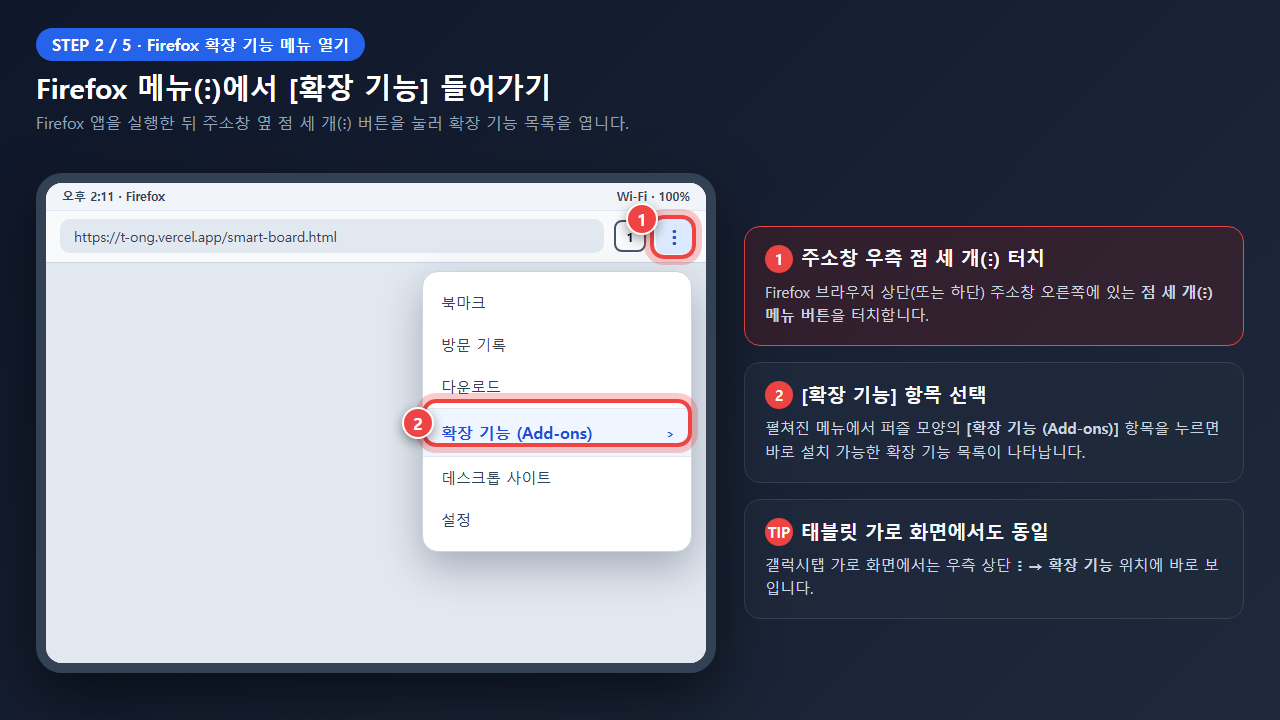 STEP 2 / 5 · Firefox 확장 기능 메뉴 열기
Firefox 메뉴(⋮)에서 [확장 기능] 들어가기
Firefox 앱을 실행한 뒤 주소창 옆 점 세 개(⋮) 버튼을 눌러 확장 기능 목록을 엽니다.
오후 2:11 · Firefox
Wi-Fi · 100%
https://t-ong.vercel.app/smart-board.html
1
1
⋮
북마크
방문 기록
다운로드
2
확장 기능 (Add-ons) >
데스크톱 사이트
설정
1 주소창 우측 점 세 개(⋮) 터치
Firefox 브라우저 상단(또는 하단) 주소창 오른쪽에 있는 점 세 개(⋮)
메뉴 버튼을 터치합니다.
2 [확장 기능] 항목 선택
펼쳐진 메뉴에서 퍼즐 모양의 [확장 기능 (Add-ons)] 항목을 누르면
바로 설치 가능한 확장 기능 목록이 나타납니다.
TIP 태블릿 가로 화면에서도 동일
갤럭시탭 가로 화면에서는 우측 상단 ⋮ → 확장 기능 위치에 바로 보
입니다.